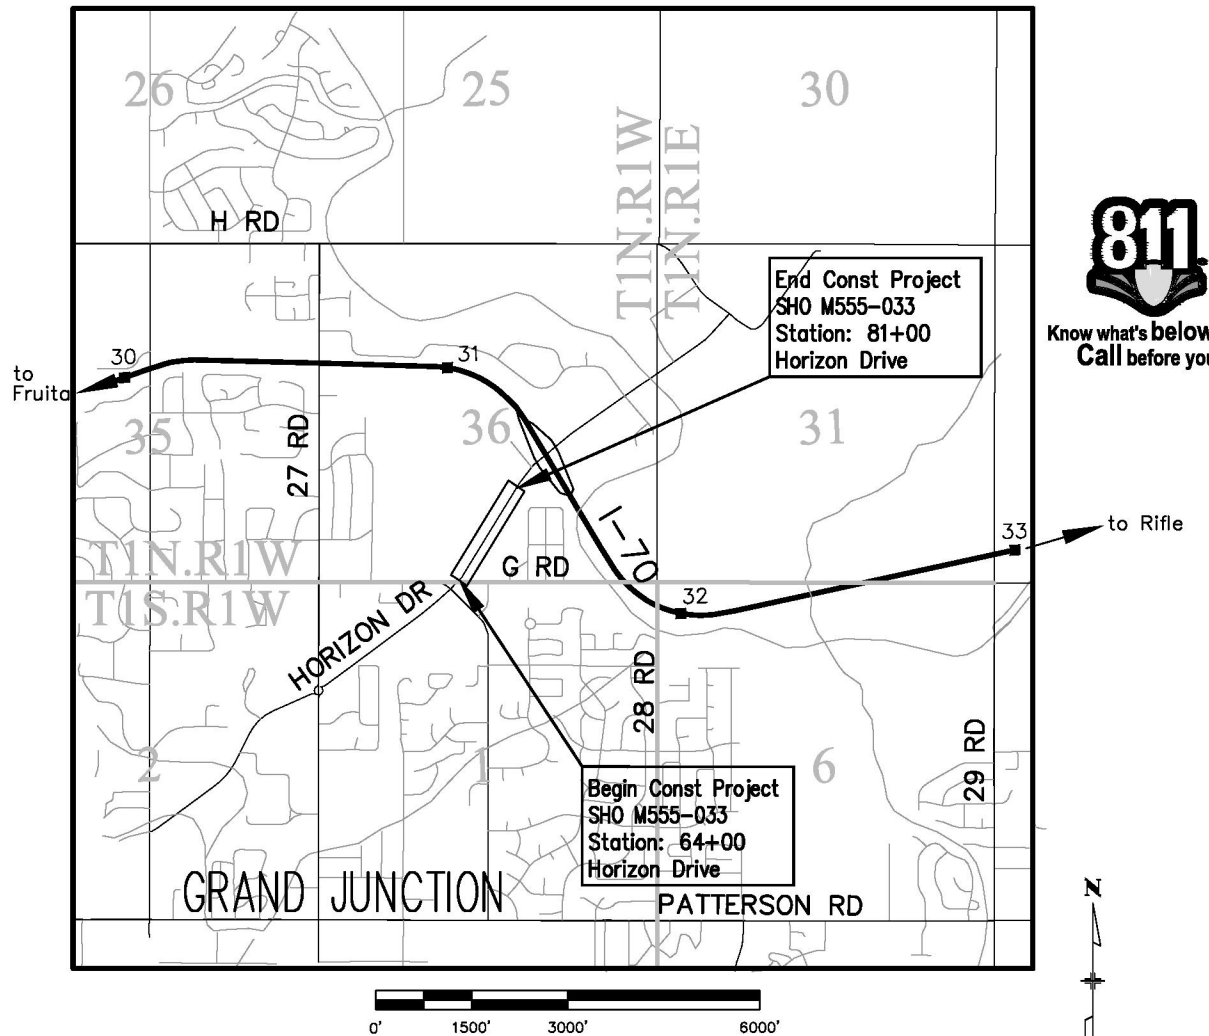 26
25
30
T1N.R1W
T1N.R1E
H RD
811
Know what's below
Call before you
End Const Project
SHO M555-033
Station: 81+00
Horizon Drive
30
31
to
Fruita
35
27 RD
36
31
I-70
33
to Rifle
T1N.R1W
G RD
T1S.R1W
HORIZON DR
32
28 RD
29 RD
2
1
6
Begin Const Project
SHO M555-033
Station: 64+00
Horizon Drive
GRAND JUNCTION
PATTERSON RD
N
0' 1500' 3000' 6000'